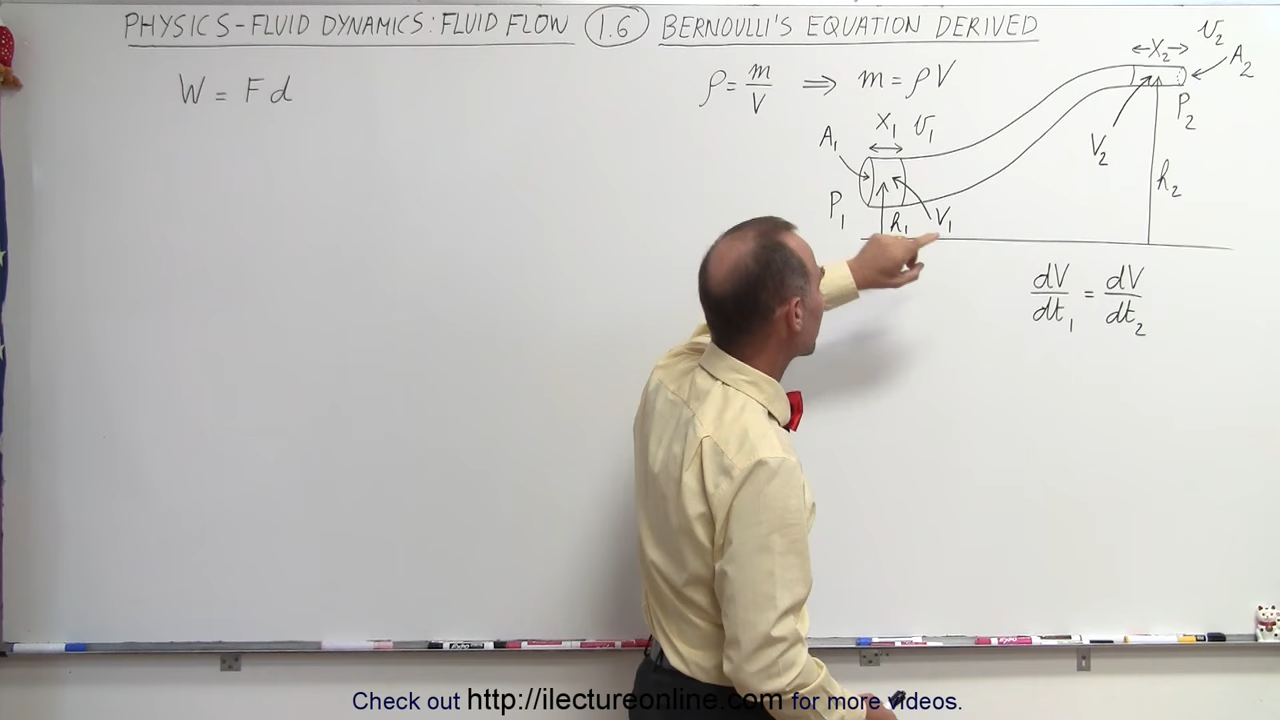 PHYSICS-FLUID DYNAMICS: FLUID FLOW 1.6 BERNOULLI'S EQUATION DERIVED
W = Fd
ρ = m/V ⟹ m = ρV
x₂ v₂
A₂
P₂
V₂
h₂
x₁ v₁
A₁
P₁
h₁ V₁
dV/dt₁ = dV/dt₂
Check out http://ilectureonline.com for more videos.